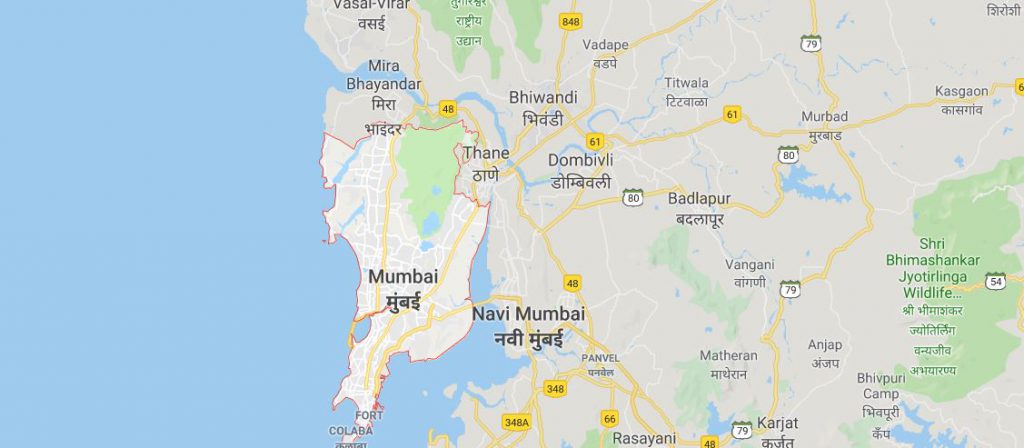 Vasai-Virar
वसई
तुंगारेश्वर
राष्ट्रीय
उद्यान
848
79
शिरोशी
Vadape
वडपे
Mira
Bhayandar
मिरा
भाइंदर
48
Bhiwandi
भिवंडी
Titwala
टिटवाळा
61
Kasgaon
कासगांव
Murbad
मुरबाड
Thane
ठाणे
61
Dombivli
डोम्बिवली
80
80
Badlapur
बदलापूर
Mumbai
मुंबई
48
Vangani
वांगणी
79
Shri
Bhimashankar
Jyotirlinga
Wildlife...
श्री भीमाशंकर
ज्योतिर्लिंग
वन्यजीव
अभयारण्य
54
Navi Mumbai
नवी मुंबई
PANVEL
पनवेल
Matheran
माथेरान
Anjap
अंजप
348
Bhivpuri
Camp
भिवपूरी
कँप
FORT
COLABA
कुलाबा
348A
79
Karjat
कर्जत
Rasayani
48